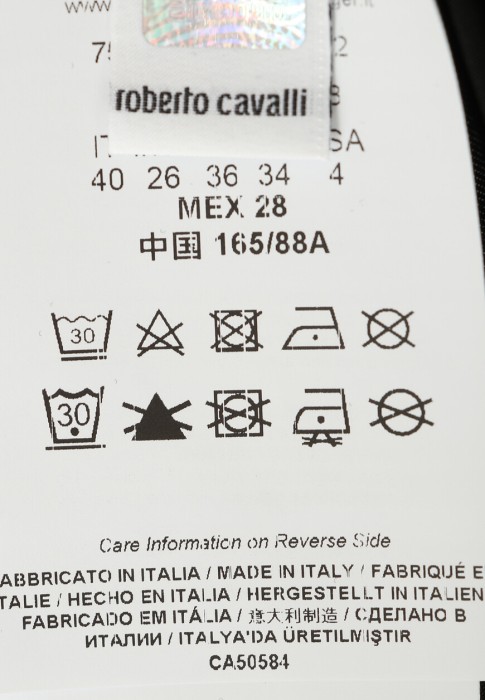 roberto cavalli
40 26 36 34 4
MEX 28
中国 165/88A
30
30
Care Information on Reverse Side
FABBRICATO IN ITALIA / MADE IN ITALY / FABRIQUÉ E
TALIE / HECHO EN ITALIA / HERGESTELLT IN ITALIEN
FABRICADO EM ITÁLIA / 意大利制造 / СДЕЛАНО В
ИТАЛИИ / ITALYA'DA ÜRETILMIŞTIR
CA50584